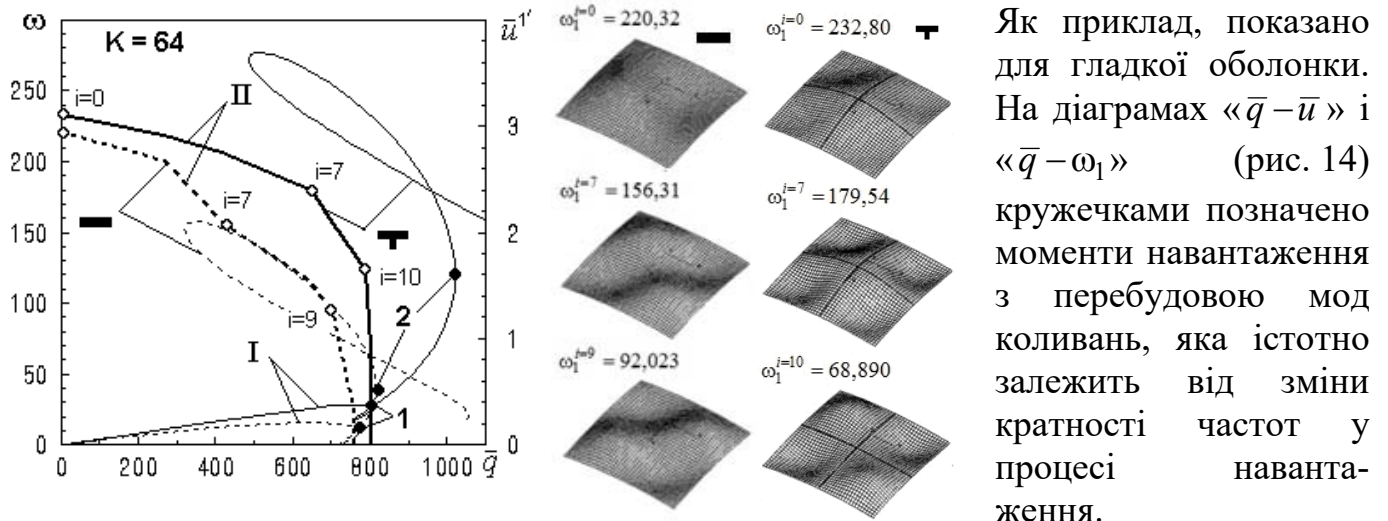 ω
K = 64
ū¹′
250
200
150
100
50
0
3
2
1
0
i=0
II
i=7
i=7
i=10
i=9
2
I
1
0 200 400 600 800 1000 q̅
ω₁ⁱ⁼⁰ = 220,32
ω₁ⁱ⁼⁰ = 232,80
ω₁ⁱ⁼⁷ = 156,31
ω₁ⁱ⁼⁷ = 179,54
ω₁ⁱ⁼⁹ = 92,023
ω₁ⁱ⁼¹⁰ = 68,890
Як приклад, показано
для гладкої оболонки.
На діаграмах «q̅ – u̅ » і
«q̅ – ω₁» (рис. 14)
кружечками позначено
моменти навантаження
з перебудовою мод
коливань, яка істотно
залежить від зміни
кратності частот у
процесі наванта-
ження.